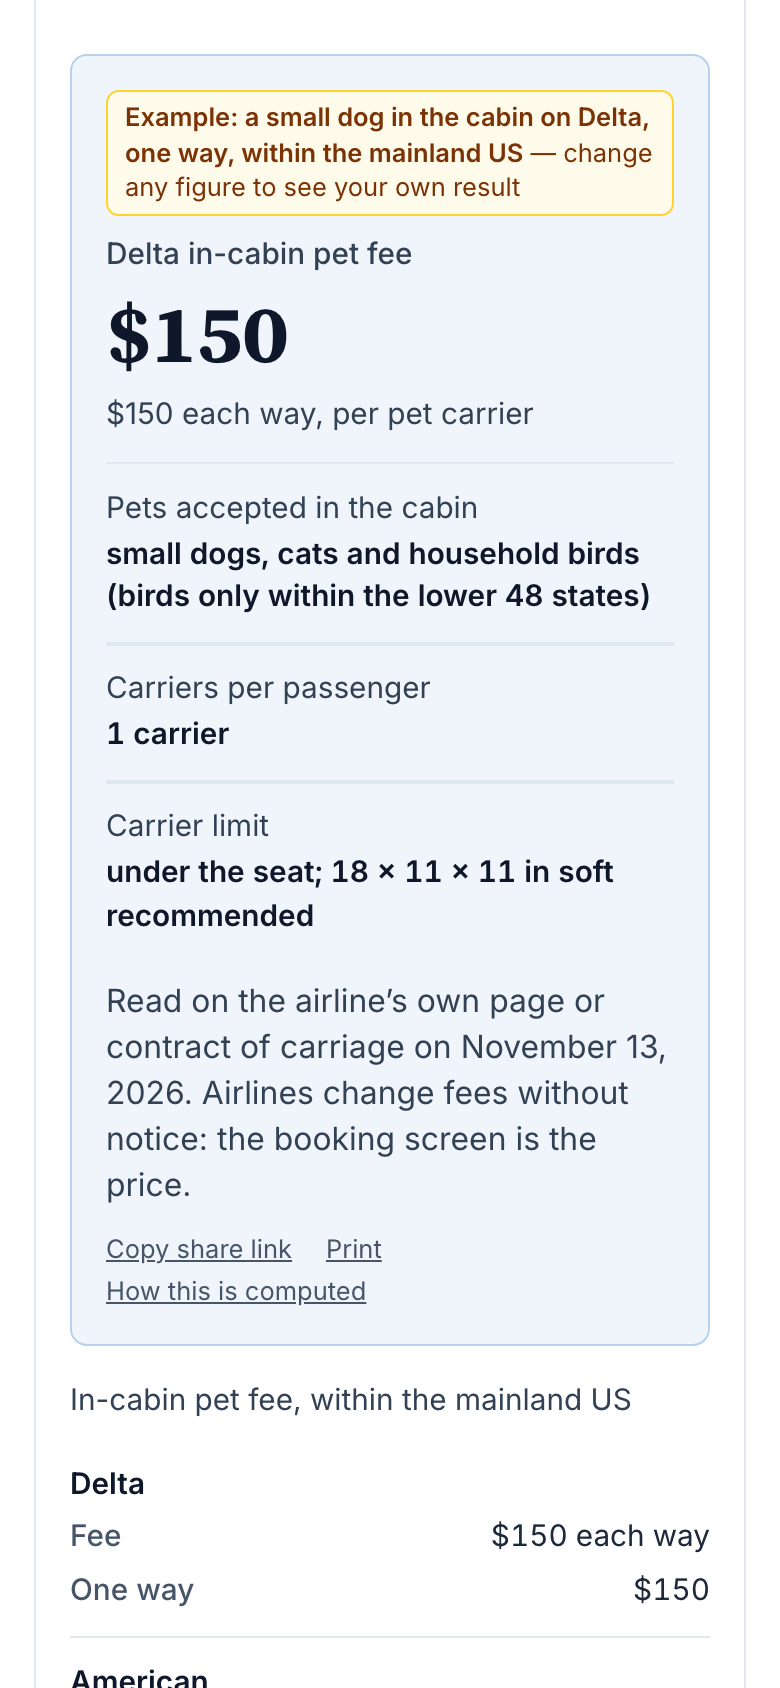 Example: a small dog in the cabin on Delta,
one way, within the mainland US — change
any figure to see your own result
Delta in-cabin pet fee
$150
$150 each way, per pet carrier
Pets accepted in the cabin
small dogs, cats and household birds
(birds only within the lower 48 states)
Carriers per passenger
1 carrier
Carrier limit
under the seat; 18 × 11 × 11 in soft
recommended
Read on the airline’s own page or
contract of carriage on November 13,
2026. Airlines change fees without
notice: the booking screen is the
price.
Copy share link Print
How this is computed
In-cabin pet fee, within the mainland US
Delta
Fee $150 each way
One way $150
American